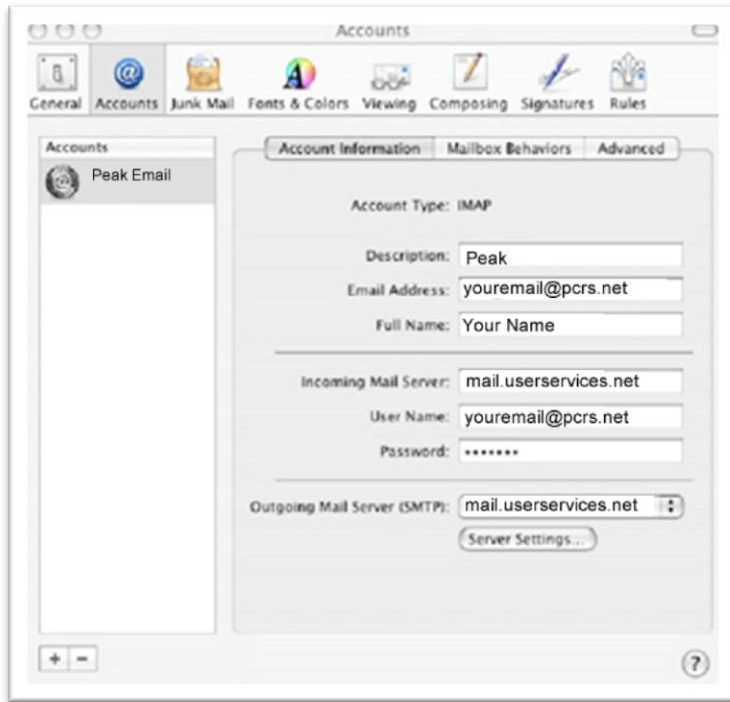 Accounts
General Accounts Junk Mail Fonts & Colors Viewing Composing Signatures Rules
Accounts
Peak Email
Account Information Mailbox Behaviors Advanced
Account Type: IMAP
Description: Peak
Email Address: youremail@pcrs.net
Full Name: Your Name
Incoming Mail Server: mail.userservices.net
User Name: youremail@pcrs.net
Password: •••••••
Outgoing Mail Server (SMTP): mail.userservices.net
Server Settings...
+ - ?